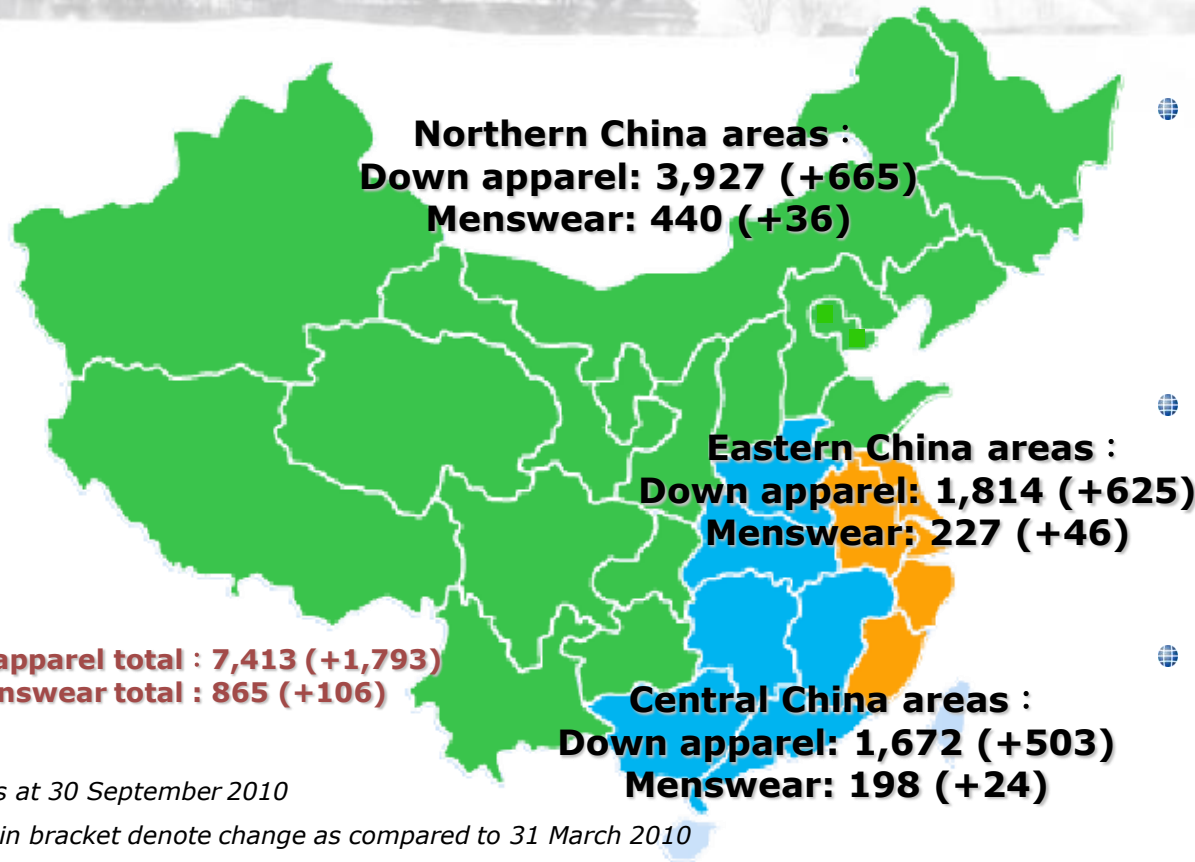 Northern China areas：
Down apparel: 3,927 (+665)
Menswear: 440 (+36)
Eastern China areas：
Down apparel: 1,814 (+625)
Menswear: 227 (+46)
apparel total：7,413 (+1,793)
nswear total : 865 (+106)
Central China areas：
Down apparel: 1,672 (+503)
Menswear: 198 (+24)
s at 30 September 2010
in bracket denote change as compared to 31 March 2010